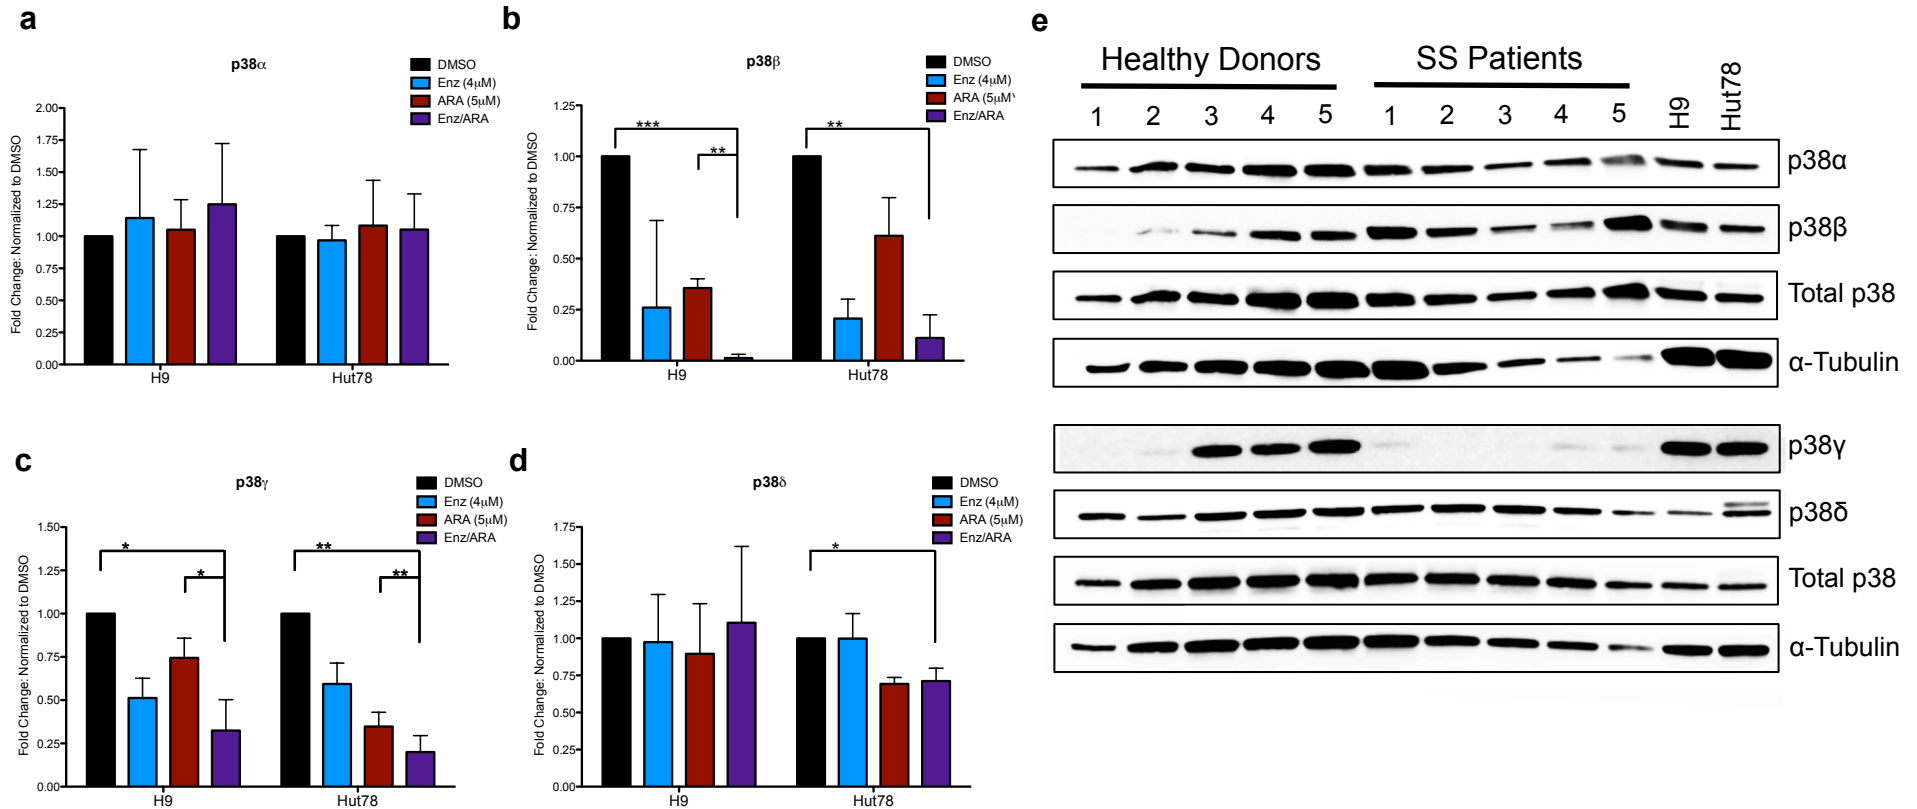 a
p38α
DMSO
Enz (4μM)
ARA (5μM)
Enz/ARA
Fold Change: Normalized to DMSO
2.00
1.75
1.50
1.25
1.00
0.75
0.50
0.25
0.00
H9 Hut78
b
p38β
DMSO
Enz (4μM)
ARA (5μM
Enz/ARA
Fold Change: Normalized to DMSO
1.25
1.00
0.75
0.50
0.25
0.00
*** **
**
H9 Hut78
c
p38γ
DMSO
Enz (4μM)
ARA (5μM)
Enz/ARA
Fold Change: Normalized to DMSO
1.50
1.25
1.00
0.75
0.50
0.25
0.00
* **
* **
H9 Hut78
d
p38δ
DMSO
Enz (4μM)
ARA (5μM)
Enz/ARA
Fold Change: Normalized to DMSO
1.75
1.50
1.25
1.00
0.75
0.50
0.25
0.00
*
H9 Hut78
e
Healthy Donors SS Patients
1 2 3 4 5 1 2 3 4 5 H9 Hut78
p38α
p38β
Total p38
α-Tubulin
p38γ
p38δ
Total p38
α-Tubulin